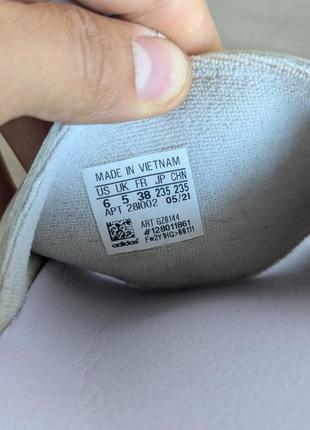 MADE IN VIETNAM
US UK FR JP CHN
6 5 38 235 235
APT 28I002 05/21
ART GZ8144
#128011861
adidas